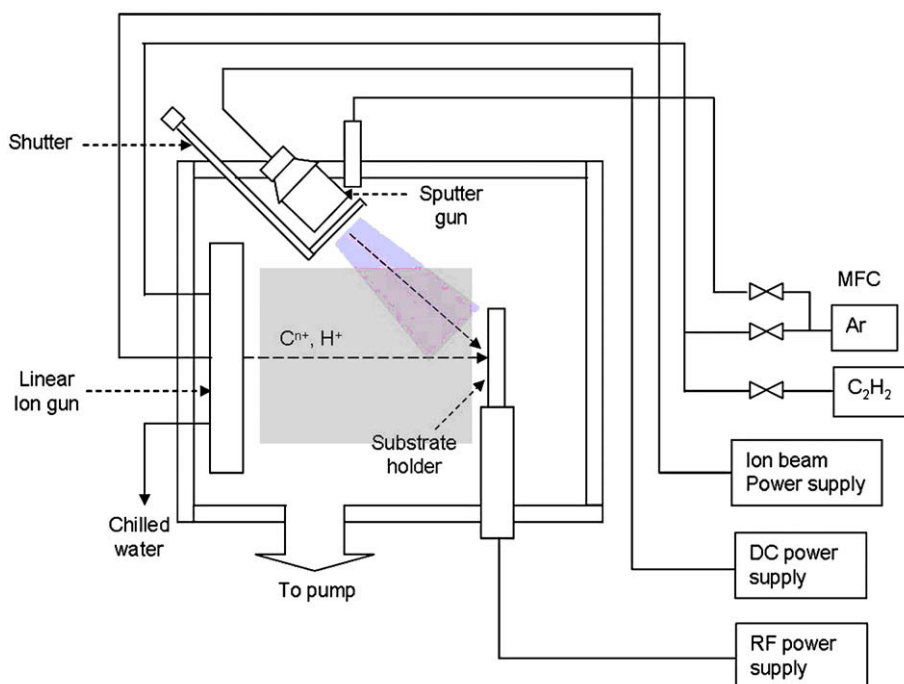 Shutter
Sputter
gun
MFC
Ar
Cⁿ⁺, H⁺
C₂H₂
Linear
Ion gun
Substrate
holder
Ion beam
Power supply
Chilled
water
To pump
DC power
supply
RF power
supply